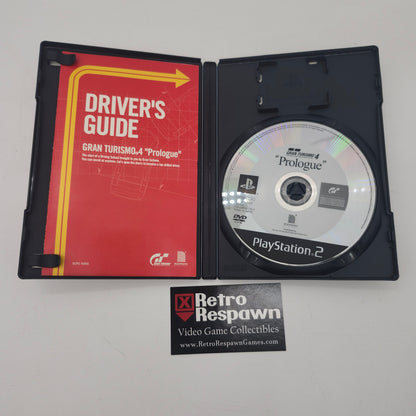 DRIVER'S
GUIDE
GRAN TURISMO 4 "Prologue"
GRAN TURISMO 4
"Prologue"
DVD
PlayStation 2
Retro
Respawn
Video Game Collectibles
www.RetroRespawnGames.com